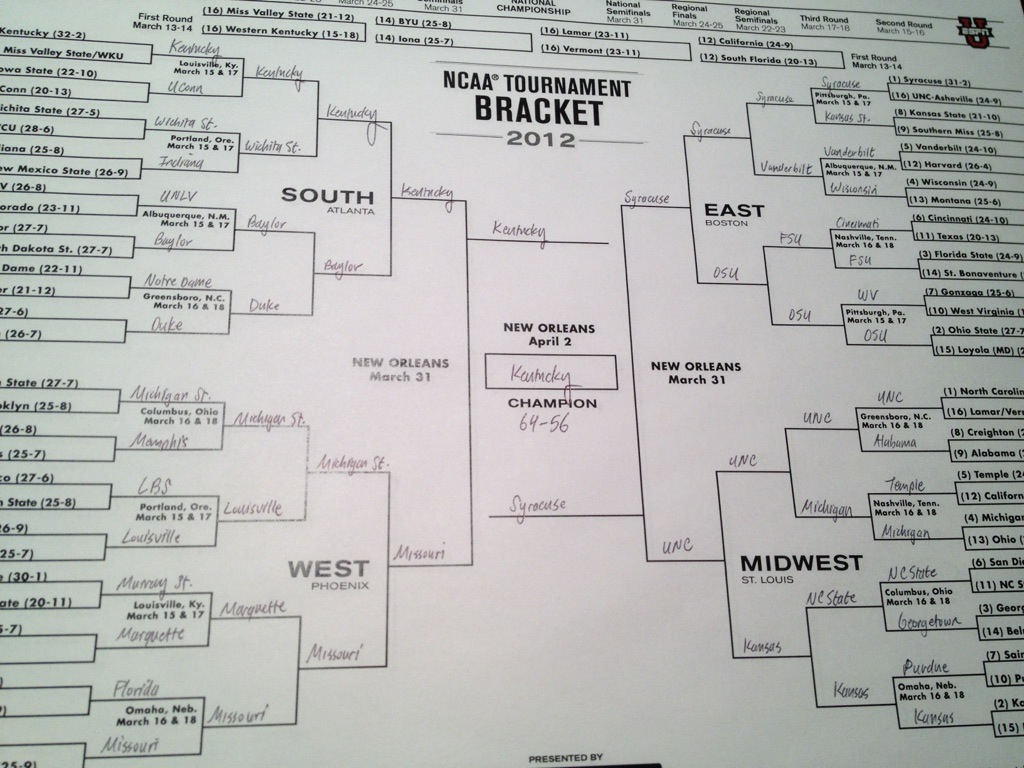 First Round
March 13-14
(16) Miss Valley State (21-12)
(16) Western Kentucky (15-18)
(14) BYU (25-8)
(14) Iona (25-7)
NATIONAL
CHAMPIONSHIP
National
Semifinals
March 31
Regional
Finals
March 24-25
Regional
Semifinals
March 22-23
Third Round
March 17-18
Second Round
March 15-16
(16) Lamar (23-11)
(16) Vermont (23-11)
(12) California (24-9)
(12) South Florida (20-13)
First Round
March 13-14
U
NCAA® TOURNAMENT
BRACKET
2012
Kentucky (32-2)
Miss Valley State/WKU
owa State (22-10)
Conn (20-13)
ichita State (27-5)
CU (28-6)
diana (25-8)
ew Mexico State (26-9)
V (26-8)
orado (23-11)
or (27-7)
h Dakota St. (27-7)
Dame (22-11)
er (21-12)
27-6)
(26-7)
Kentucky
Louisville, Ky.
March 15 & 17
UConn
Wichita St.
Portland, Ore.
March 15 & 17
Indiana
UNLV
Albuquerque, N.M.
March 15 & 17
Baylor
Notre Dame
Greensboro, N.C.
March 16 & 18
Duke
Kentucky
Wichita St.
Baylor
Duke
Kentucky
Baylor
SOUTH
ATLANTA
Kentucky
Kentucky
NEW ORLEANS
March 31
State (27-7)
oklyn (25-8)
(26-8)
s (25-7)
co (27-6)
n State (25-8)
26-9)
25-7)
e (30-1)
ate (20-11)
5-7)
Michigan St.
Columbus, Ohio
March 16 & 18
Memphis
LBS
Portland, Ore.
March 15 & 17
Louisville
Murray St.
Louisville, Ky.
March 15 & 17
Marquette
Florida
Omaha, Neb.
March 16 & 18
Missouri
Michigan St.
Louisville
Marquette
Missouri
Michigan St.
Missouri
WEST
PHOENIX
Missouri
NEW ORLEANS
April 2
Kentucky
CHAMPION
64-56
Syracuse
(1) Syracuse (31-2)
(16) UNC-Asheville (24-9)
(8) Kansas State (21-10)
(9) Southern Miss (25-8)
(5) Vanderbilt (24-10)
(12) Harvard (26-4)
(4) Wisconsin (24-9)
(13) Montana (25-6)
(6) Cincinnati (24-10)
(11) Texas (20-13)
(3) Florida State (24-9)
(14) St. Bonaventure (
(7) Gonzaga (25-6)
(10) West Virginia (
(2) Ohio State (27-7
(15) Loyola (MD) (2
Syracuse
Pittsburgh, Pa.
March 15 & 17
Kansas St.
Vanderbilt
Albuquerque, N.M.
March 15 & 17
Wisconsin
Cincinnati
Nashville, Tenn.
March 16 & 18
FSU
WV
Pittsburgh, Pa.
March 15 & 17
OSU
Syracuse
Vanderbilt
FSU
OSU
Syracuse
OSU
EAST
BOSTON
Syracuse
NEW ORLEANS
March 31
(1) North Carolin
(16) Lamar/Ver
(8) Creighton (2
(9) Alabama (2
(5) Temple (24
(12) Californ
(4) Michigan
(13) Ohio (
(6) San Die
(11) NC S
(3) Georg
(14) Bel
(7) Sain
(10) Pu
(2) Ka
(15)
UNC
Greensboro, N.C.
March 16 & 18
Alabama
Temple
Nashville, Tenn.
March 16 & 18
Michigan
NC State
Columbus, Ohio
March 16 & 18
Georgetown
Purdue
Omaha, Neb.
March 16 & 18
Kansas
UNC
Michigan
NC State
Kansas
UNC
Kansas
MIDWEST
ST. LOUIS
UNC
PRESENTED BY